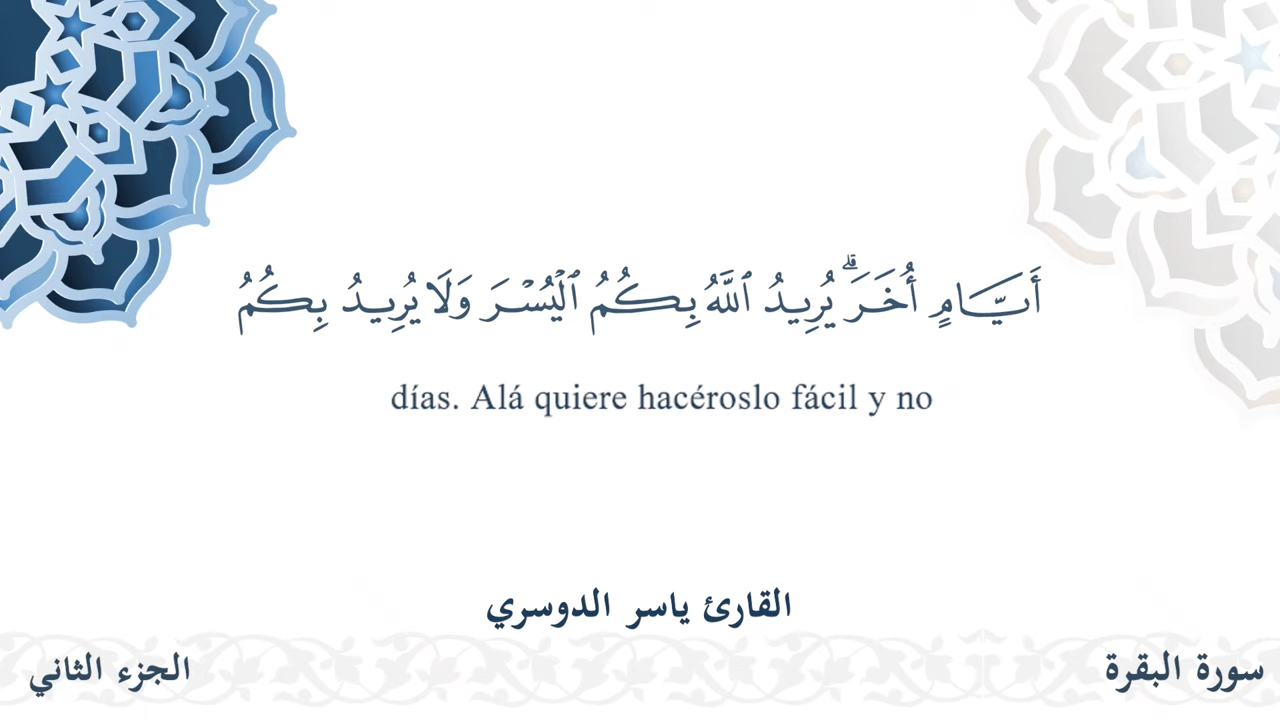 أَيَّامٍ أُخَرَ ۗ يُرِيدُ ٱللَّهُ بِكُمُ ٱلۡيُسۡرَ وَلَا يُرِيدُ بِكُمُ
días. Alá quiere hacéroslo fácil y no
القارئ ياسر الدوسري
سورة البقرة
الجزء الثاني